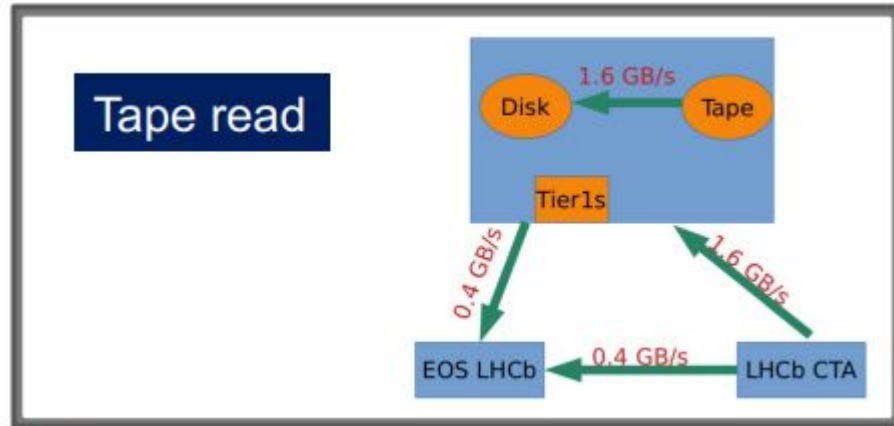 Tape read
1.6 GB/s
Disk
Tape
Tier1s
0.4 GB/s
1.6 GB/s
EOS LHCb
0.4 GB/s
LHCb CTA